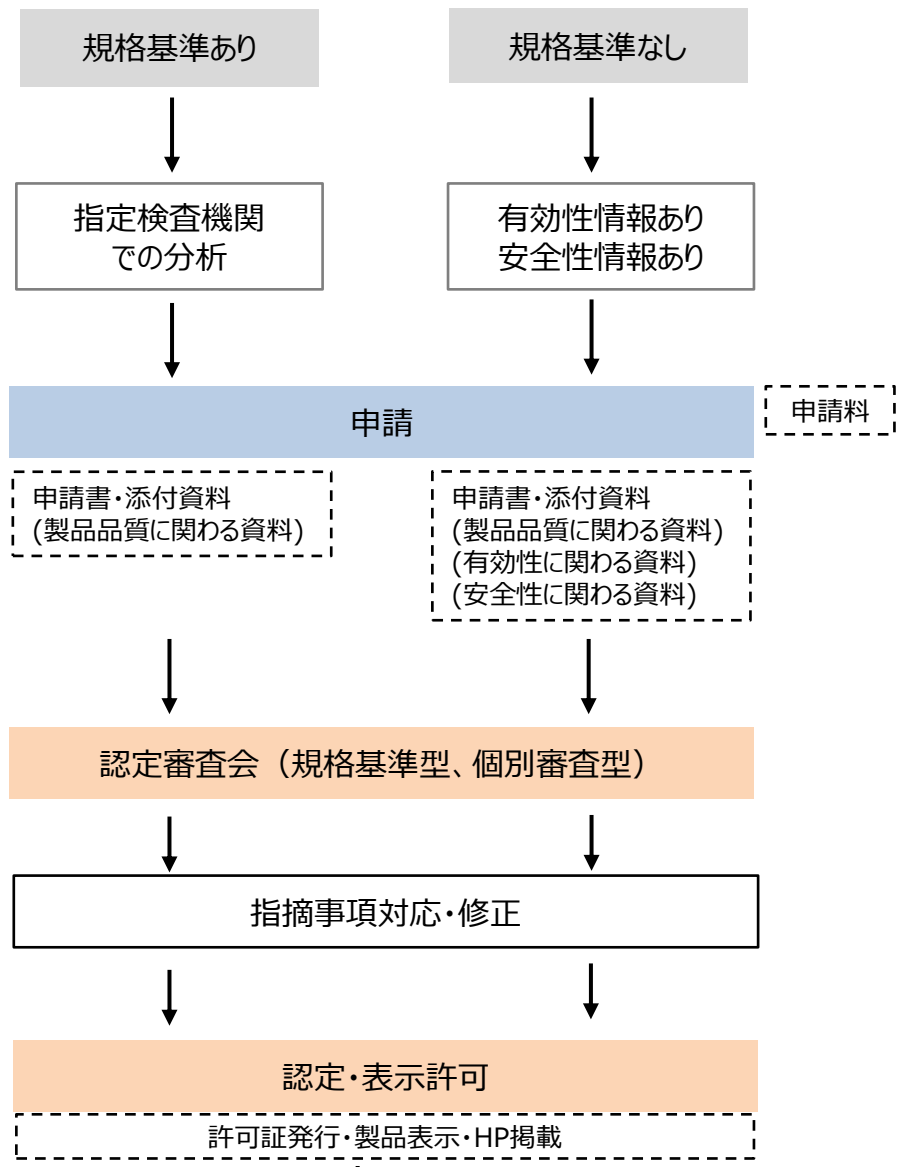 規格基準あり
規格基準なし
指定検査機関
での分析
有効性情報あり
安全性情報あり
申請
申請料
申請書・添付資料
(製品品質に関わる資料)
申請書・添付資料
(製品品質に関わる資料)
(有効性に関わる資料)
(安全性に関わる資料)
認定審査会（規格基準型、個別審査型）
指摘事項対応・修正
認定・表示許可
許可証発行・製品表示・HP掲載